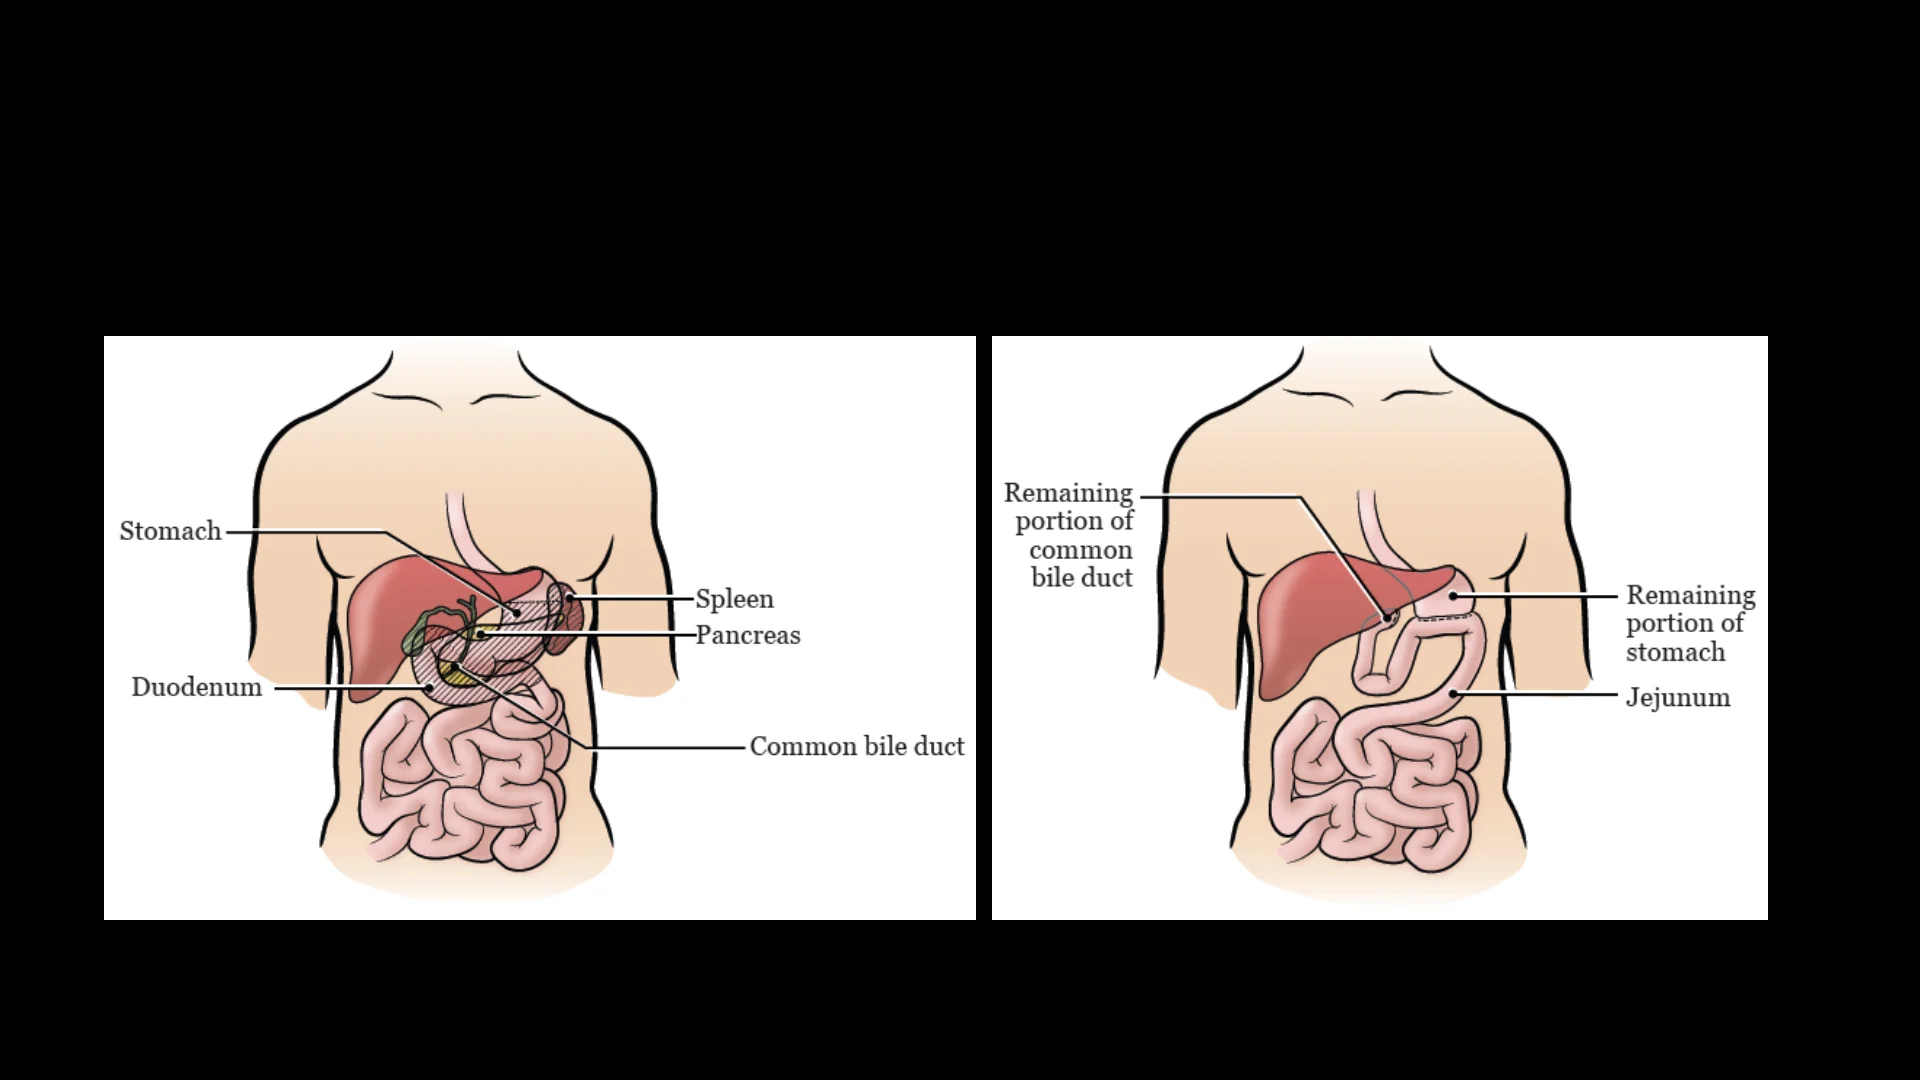 Stomach
Spleen
Pancreas
Duodenum
Common bile duct
Remaining
portion of
common
bile duct
Remaining
portion of
stomach
Jejunum